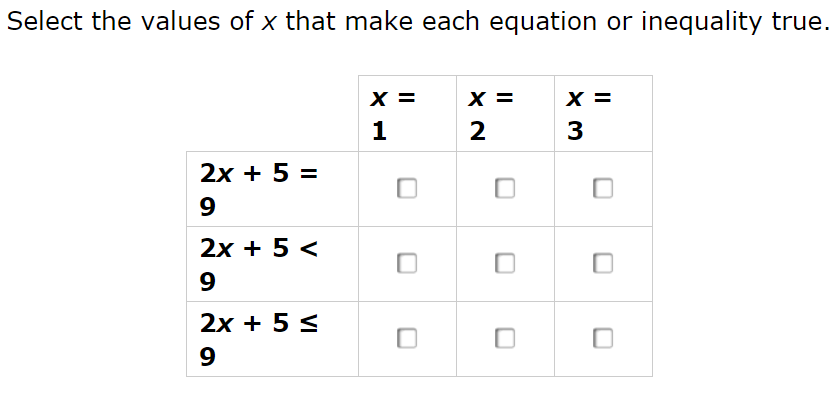 Select the values of x that make each equation or inequality true.
x = 
1
x = 
2
x = 
3
2x + 5 = 
9
2x + 5 < 
9
2x + 5 ≤ 
9